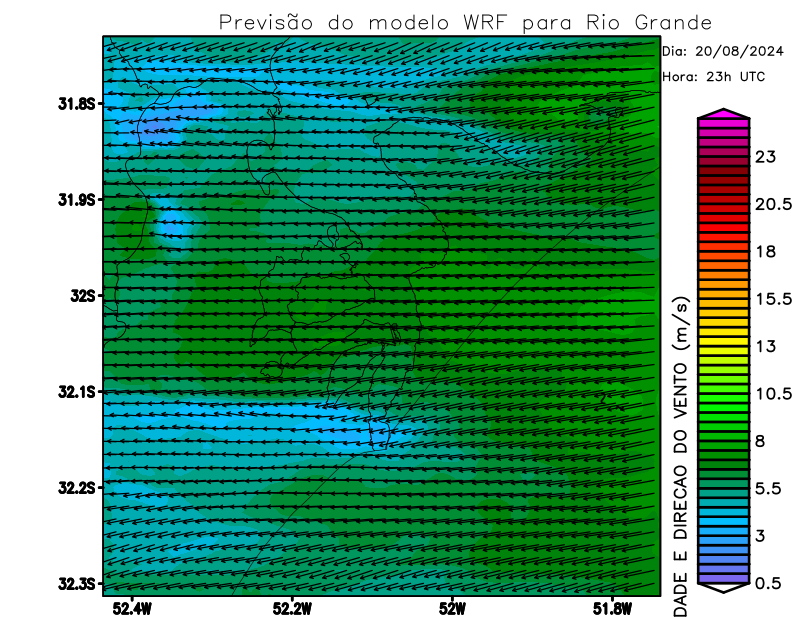 Previsão do modelo WRF para Rio Grande
Dia: 20/08/2024
Hora: 23h UTC
31.8S
31.9S
32S
32.1S
32.2S
32.3S
52.4W
52.2W
52W
51.8W
23
20.5
18
15.5
13
10.5
8
5.5
3
0.5
DADE E DIRECAO DO VENTO (m/s)